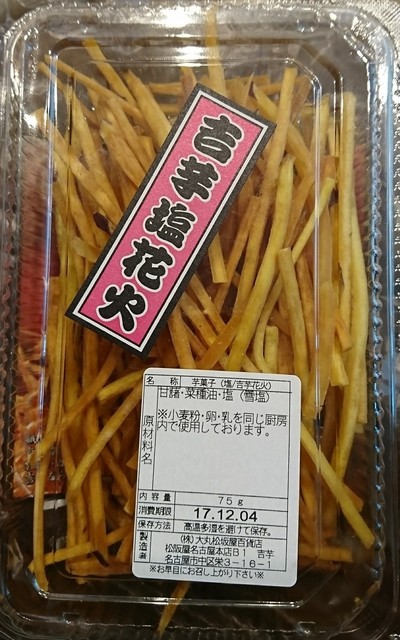 吉芋塩花火
名 称 芋菓子（塩/吉芋花火）
原材料名
甘藷・菜種油・塩（雪塩）
※小麦粉・卵・乳を同じ厨房
内で使用しております。
内容量 75g
消費期限 17.12.04
保存方法 高温多湿を避けて保存。
製造者
(株)大丸松坂屋百貨店
松坂屋名古屋本店B1 吉芋
名古屋市中区栄3-16-1
※お早目にお召し上がり下さい※